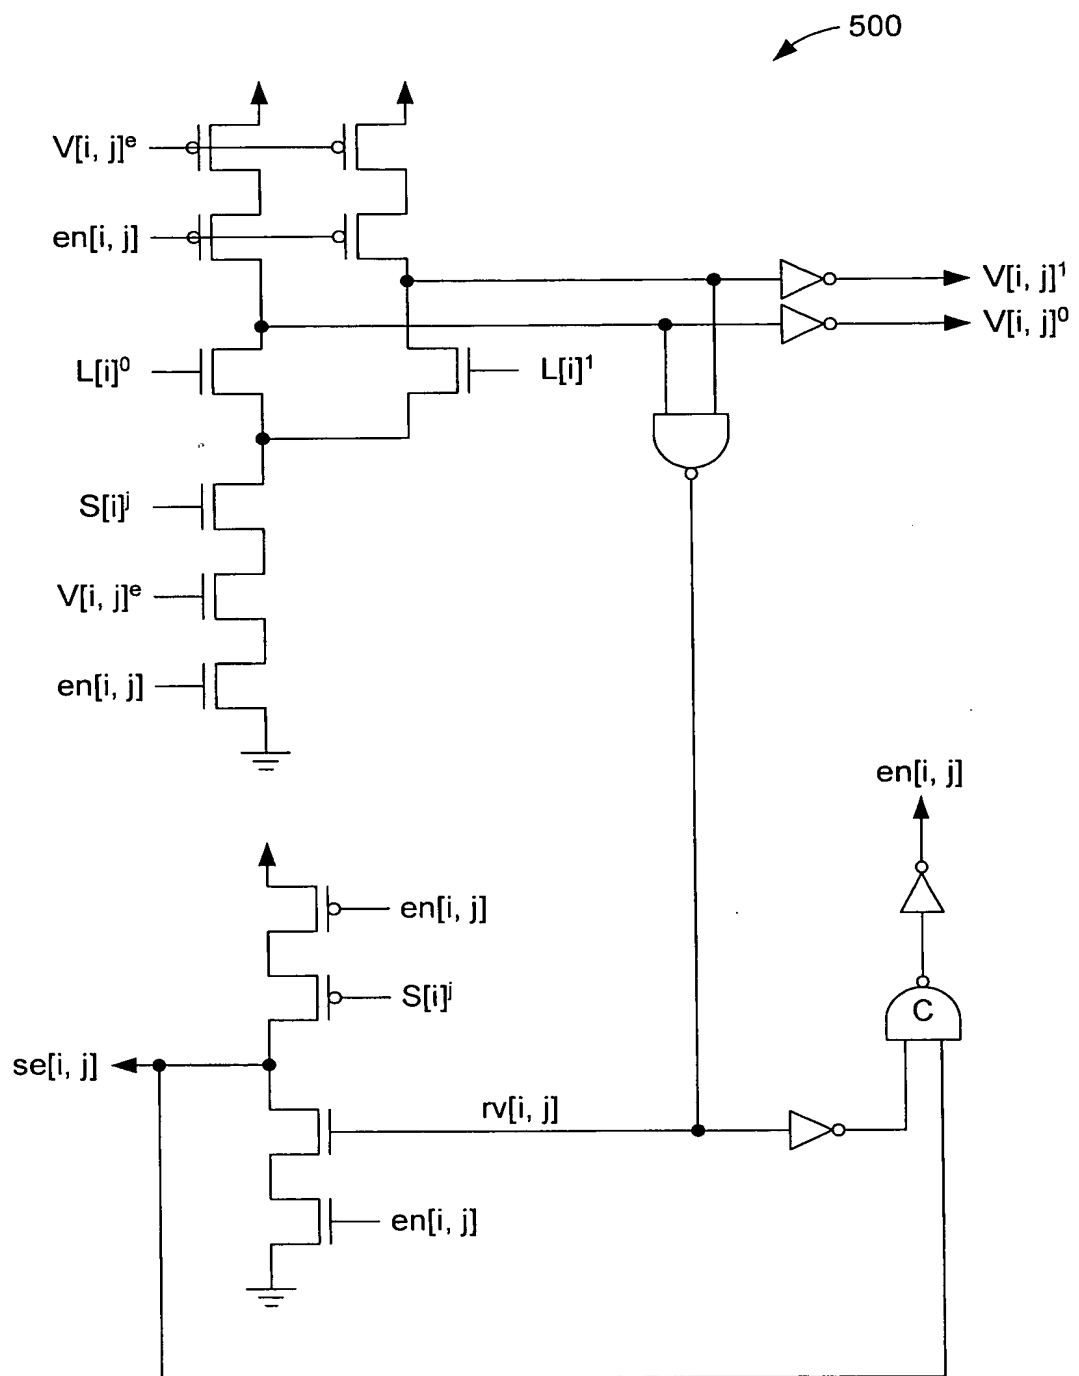 500
V[i, j]ᵉ
en[i, j]
V[i, j]¹
V[i, j]⁰
L[i]⁰
L[i]¹
S[i]ʲ
V[i, j]ᵉ
en[i, j]
en[i, j]
en[i, j]
S[i]ʲ
C
se[i, j]
rv[i, j]
en[i, j]